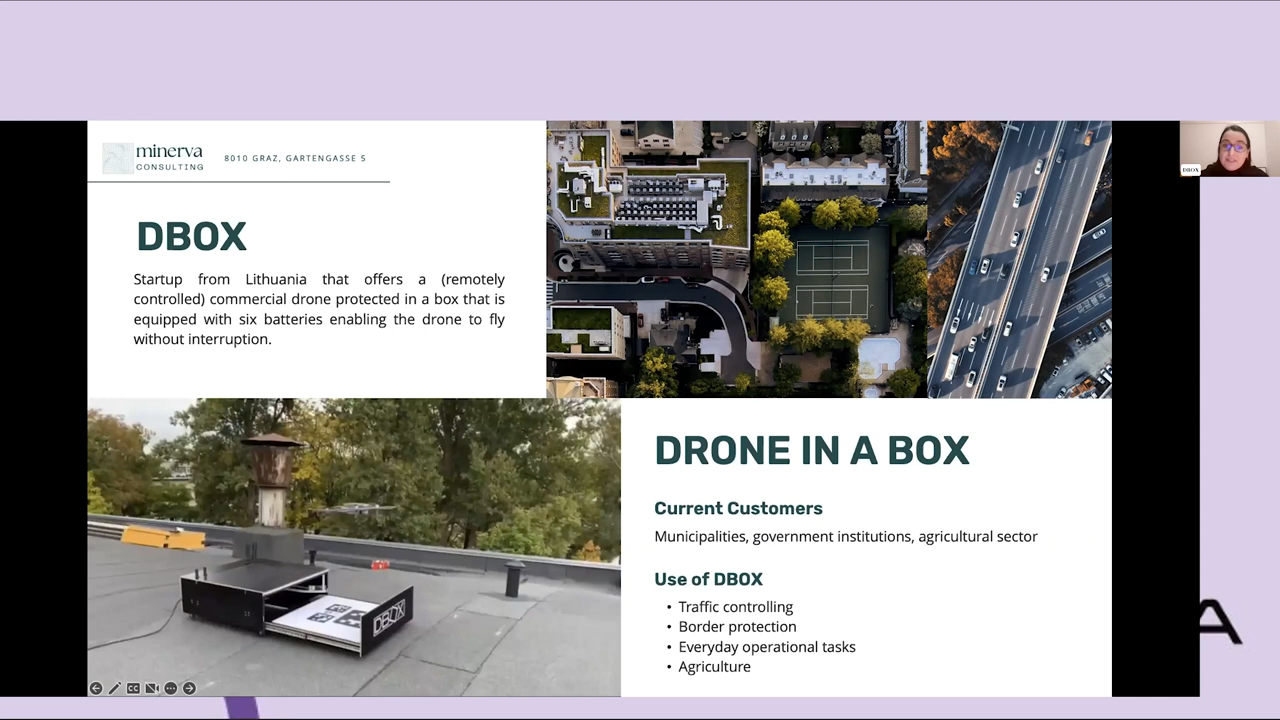 minerva
CONSULTING
8010 GRAZ, GARTENGASSE 5
DBOX
Startup from Lithuania that offers a (remotely
controlled) commercial drone protected in a box that is
equipped with six batteries enabling the drone to fly
without interruption.
DBOX
DBOX
DRONE IN A BOX
Current Customers
Municipalities, government institutions, agricultural sector
Use of DBOX
• Traffic controlling
• Border protection
• Everyday operational tasks
• Agriculture
CC
A